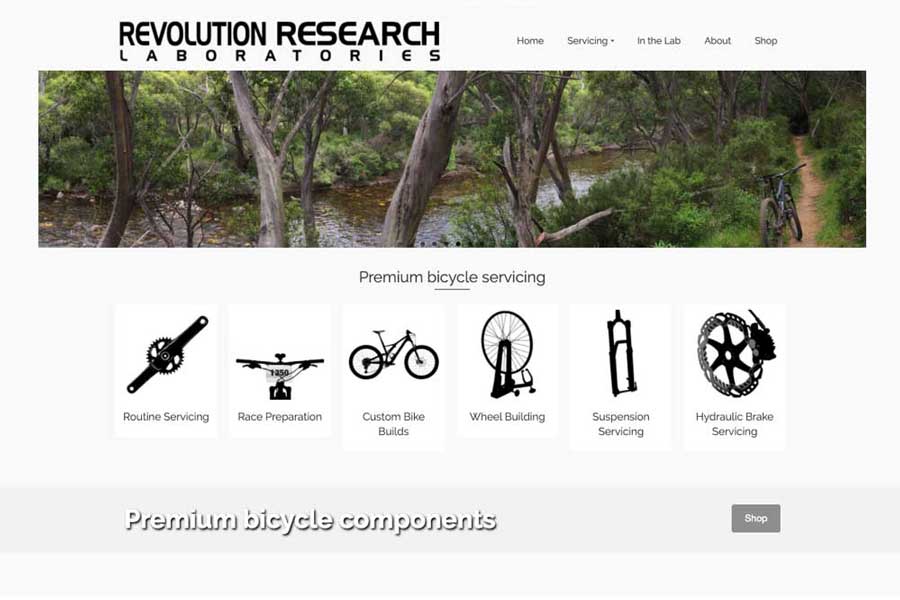 REVOLUTION RESEARCH
LABORATORIES
Home Servicing In the Lab About Shop
Premium bicycle servicing
1350
Routine Servicing
Race Preparation
Custom Bike
Builds
Wheel Building
Suspension
Servicing
Hydraulic Brake
Servicing
Premium bicycle components
Shop